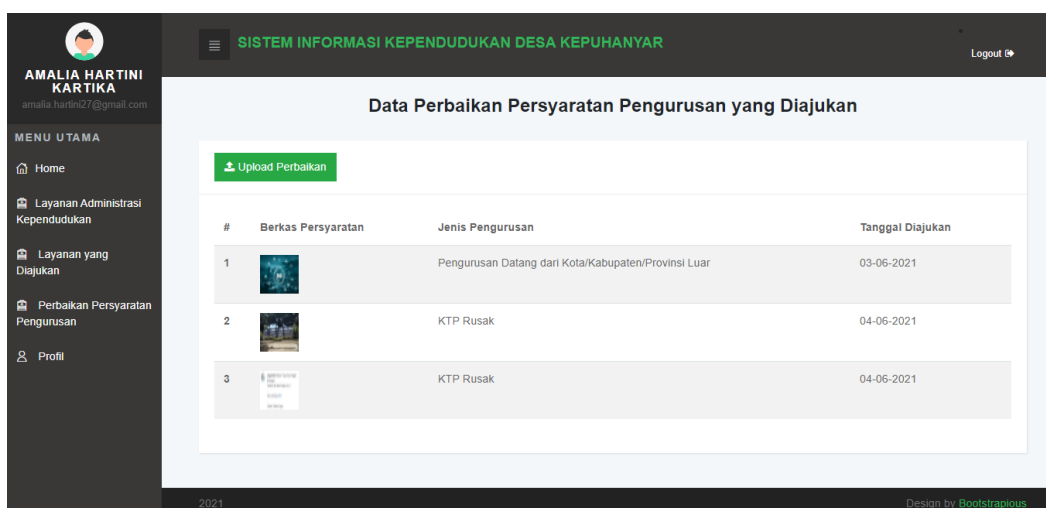 AMALIA HARTINI
KARTIKA
amalia.hartini27@gmail.com
MENU UTAMA
Home
Layanan Administrasi
Kependudukan
Layanan yang
Diajukan
Perbaikan Persyaratan
Pengurusan
Profil
SISTEM INFORMASI KEPENDUDUKAN DESA KEPUHANYAR
Logout
Data Perbaikan Persyaratan Pengurusan yang Diajukan
Upload Perbaikan
# Berkas Persyaratan Jenis Pengurusan Tanggal Diajukan
1 Pengurusan Datang dari Kota/Kabupaten/Provinsi Luar 03-06-2021
2 KTP Rusak 04-06-2021
3 KTP Rusak 04-06-2021
2021 Design by Bootstrapious